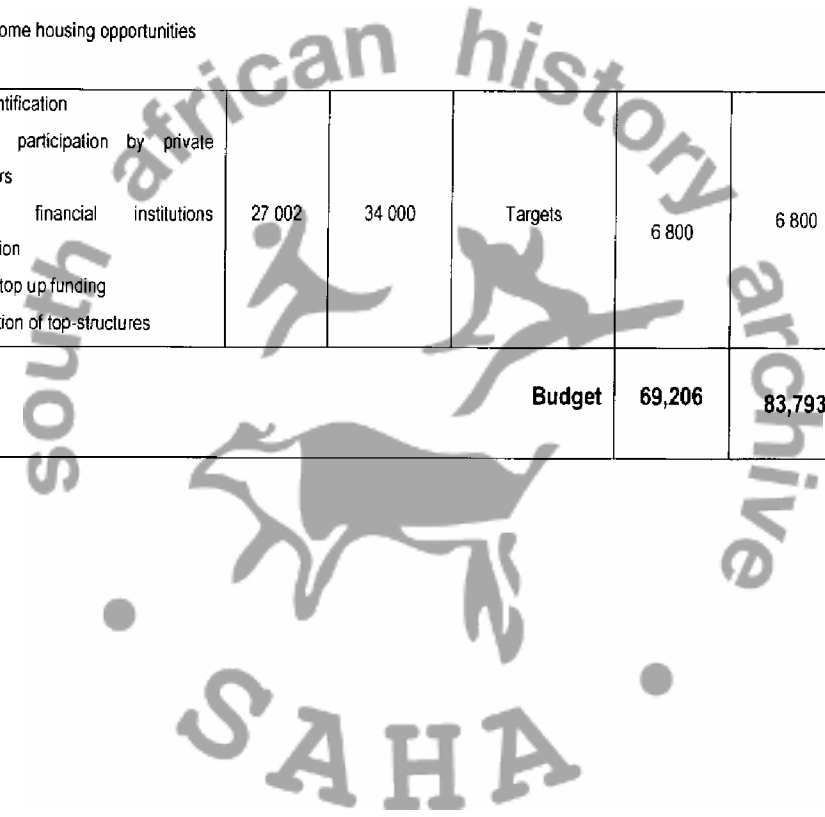 ome housing opportunities
ntification
participation by private
rs
financial institutions
ion
top up funding
tion of top-structures
27 002
34 000
Targets
6 800
6 800
Budget
69,206
83,793
south african history archive
SAHA